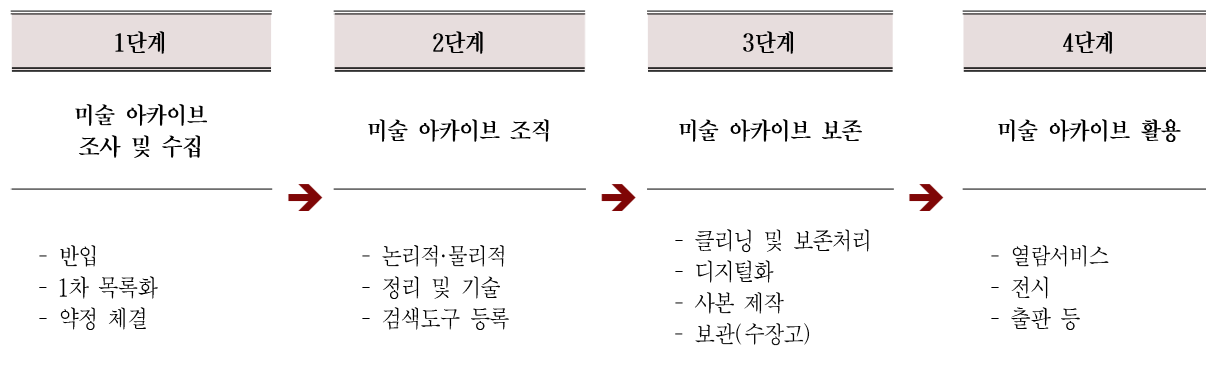 1단계
미술 아카이브
조사 및 수집
- 반입
- 1차 목록화
- 약정 체결
2단계
미술 아카이브 조직
- 논리적·물리적
- 정리 및 기술
- 검색도구 등록
3단계
미술 아카이브 보존
- 클리닝 및 보존처리
- 디지털화
- 사본 제작
- 보관(수장고)
4단계
미술 아카이브 활용
- 열람서비스
- 전시
- 출판 등